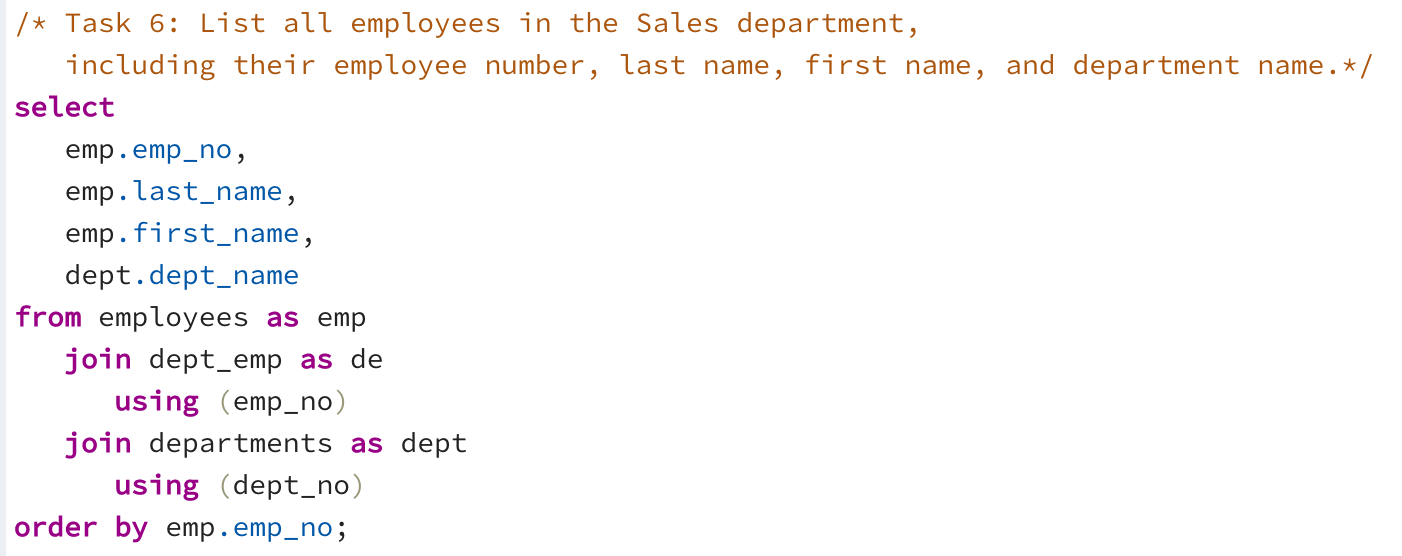 /* Task 6: List all employees in the Sales department,
   including their employee number, last name, first name, and department name.*/
select
   emp.emp_no,
   emp.last_name,
   emp.first_name,
   dept.dept_name
from employees as emp
   join dept_emp as de
      using (emp_no)
   join departments as dept
      using (dept_no)
order by emp.emp_no;